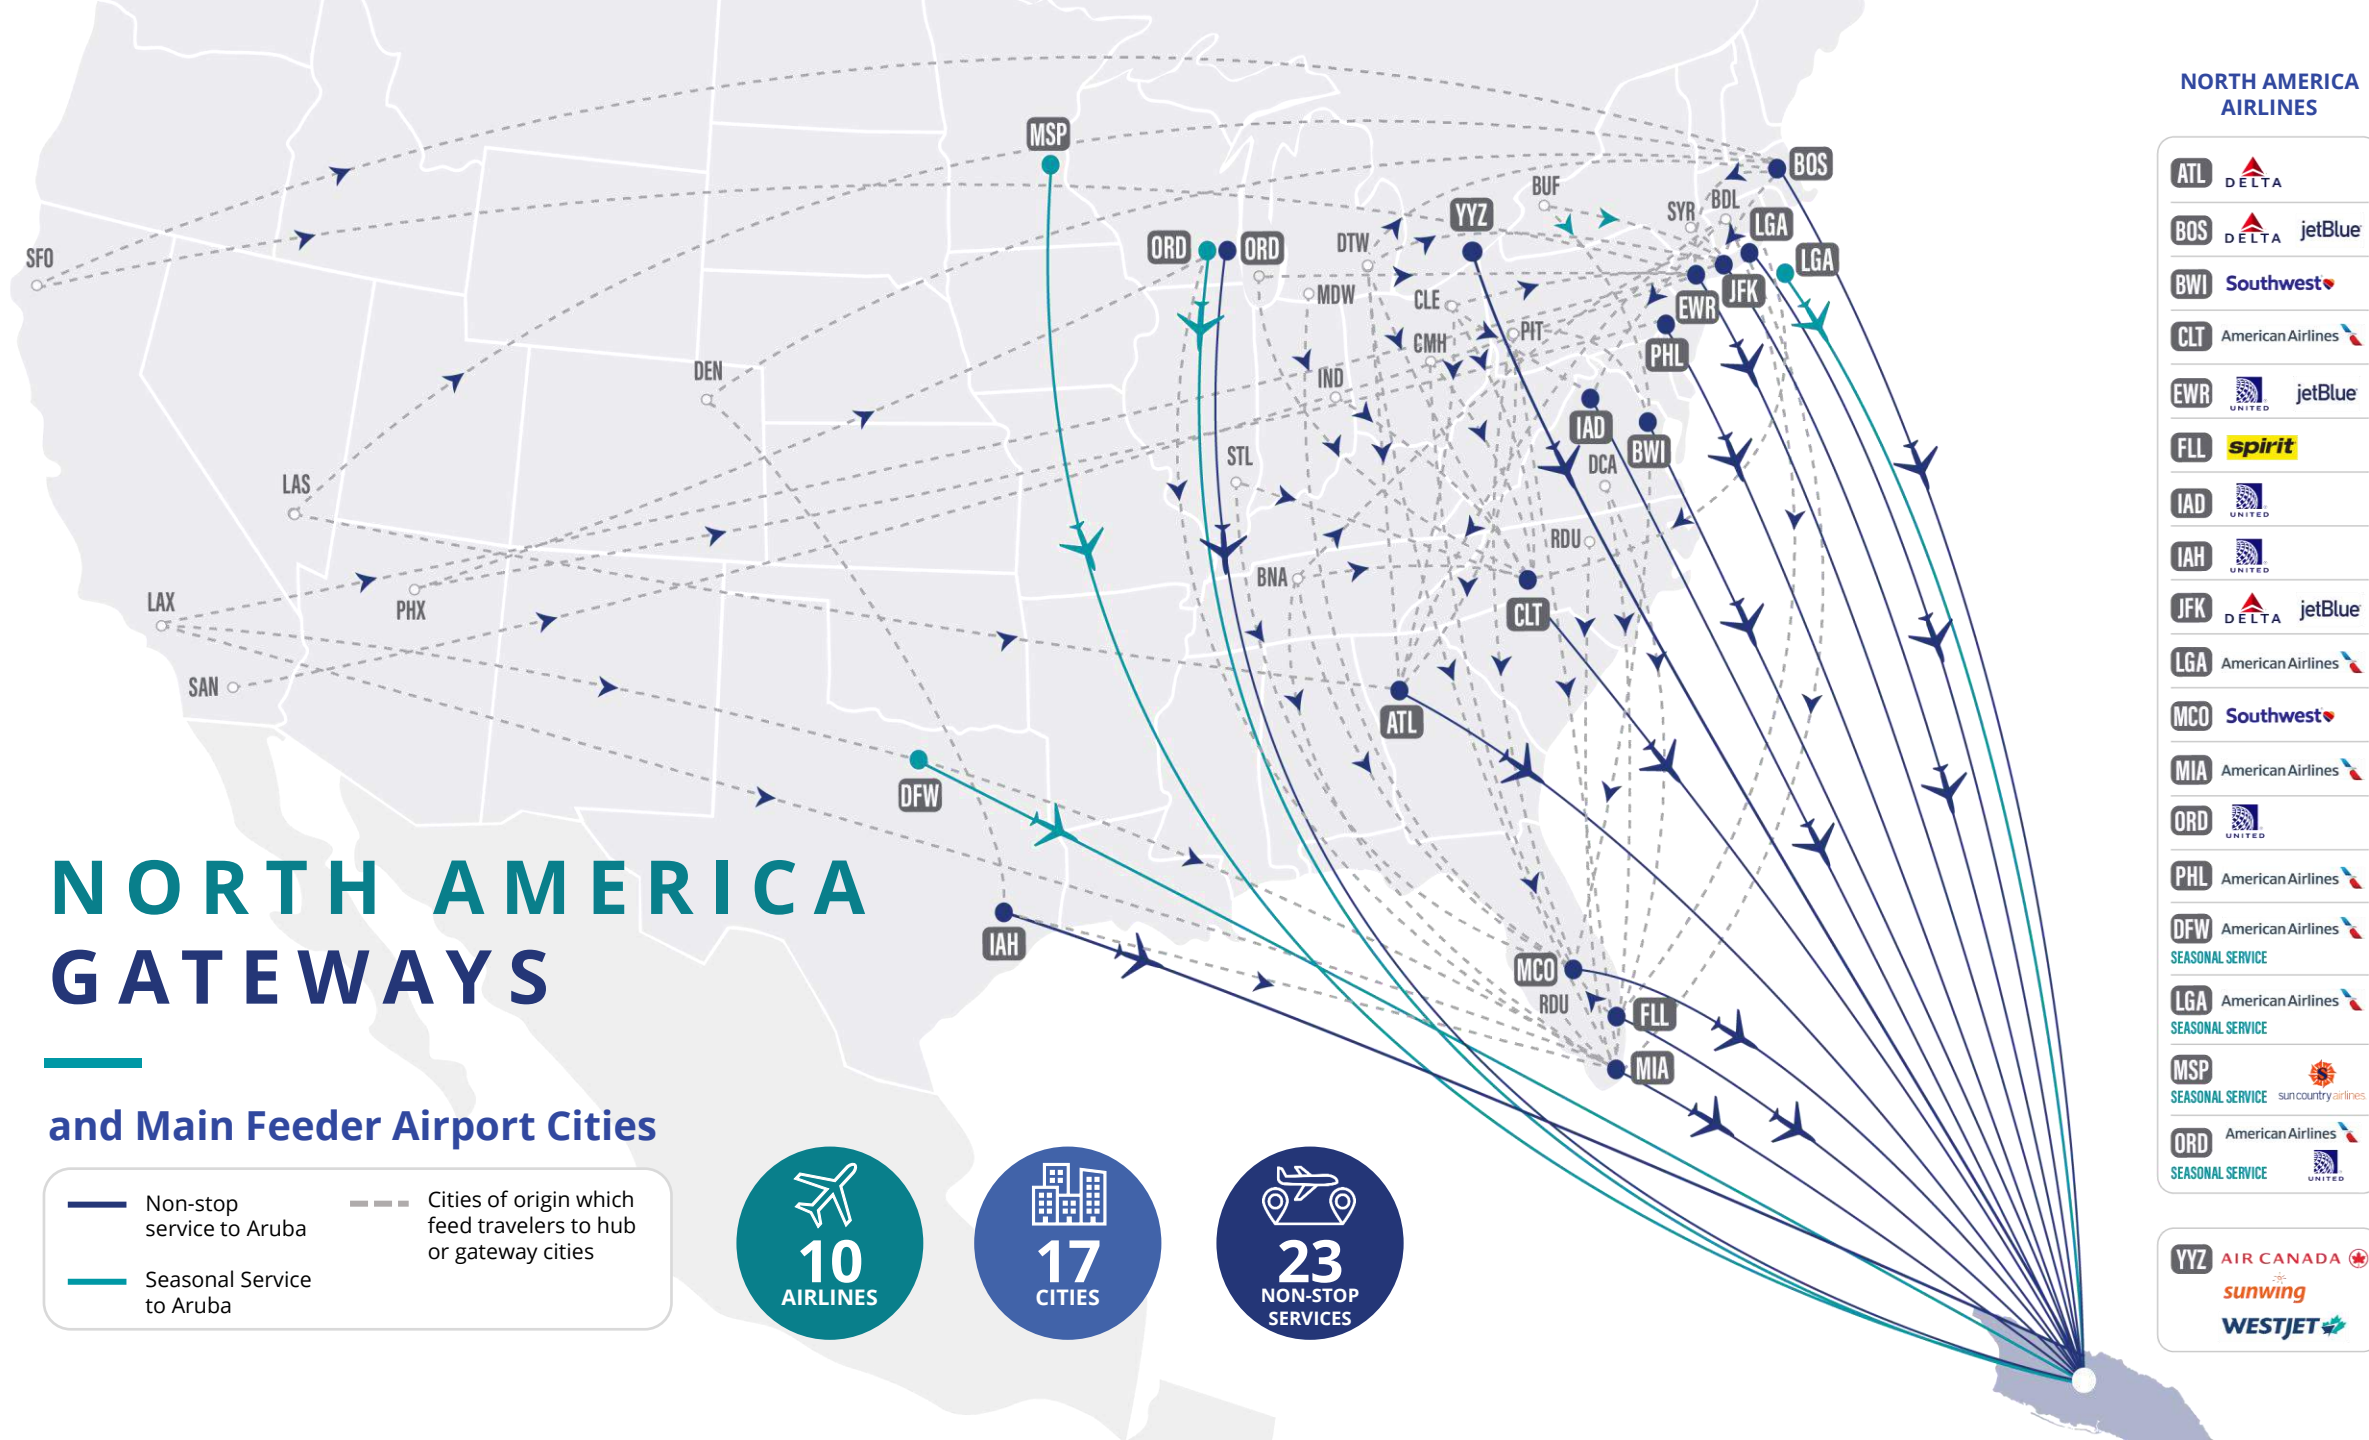 MSP
BOS
BUF
YYZ
SYR
BDL
LGA
ORD
ORD
DTW
LGA
SFO
MDW
CLE
JFK
EWR
PIT
CMH
PHL
DEN
IND
IAD
BWI
STL
DCA
LAS
RDU
BNA
LAX
PHX
CLT
SAN
ATL
DFW
IAH
MCO
RDU
FLL
MIA
NORTH AMERICA
GATEWAYS
and Main Feeder Airport Cities
Non-stop
service to Aruba
Seasonal Service
to Aruba
Cities of origin which
feed travelers to hub
or gateway cities
10
AIRLINES
17
CITIES
23
NON-STOP
SERVICES
NORTH AMERICA
AIRLINES
ATL DELTA
BOS DELTA jetBlue
BWI Southwest
CLT American Airlines
EWR UNITED jetBlue
FLL spirit
IAD UNITED
IAH UNITED
JFK DELTA jetBlue
LGA American Airlines
MCO Southwest
MIA American Airlines
ORD UNITED
PHL American Airlines
DFW American Airlines
SEASONAL SERVICE
LGA American Airlines
SEASONAL SERVICE
MSP
SEASONAL SERVICE sun country airlines
ORD American Airlines
SEASONAL SERVICE UNITED
YYZ AIR CANADA
sunwing
WESTJET